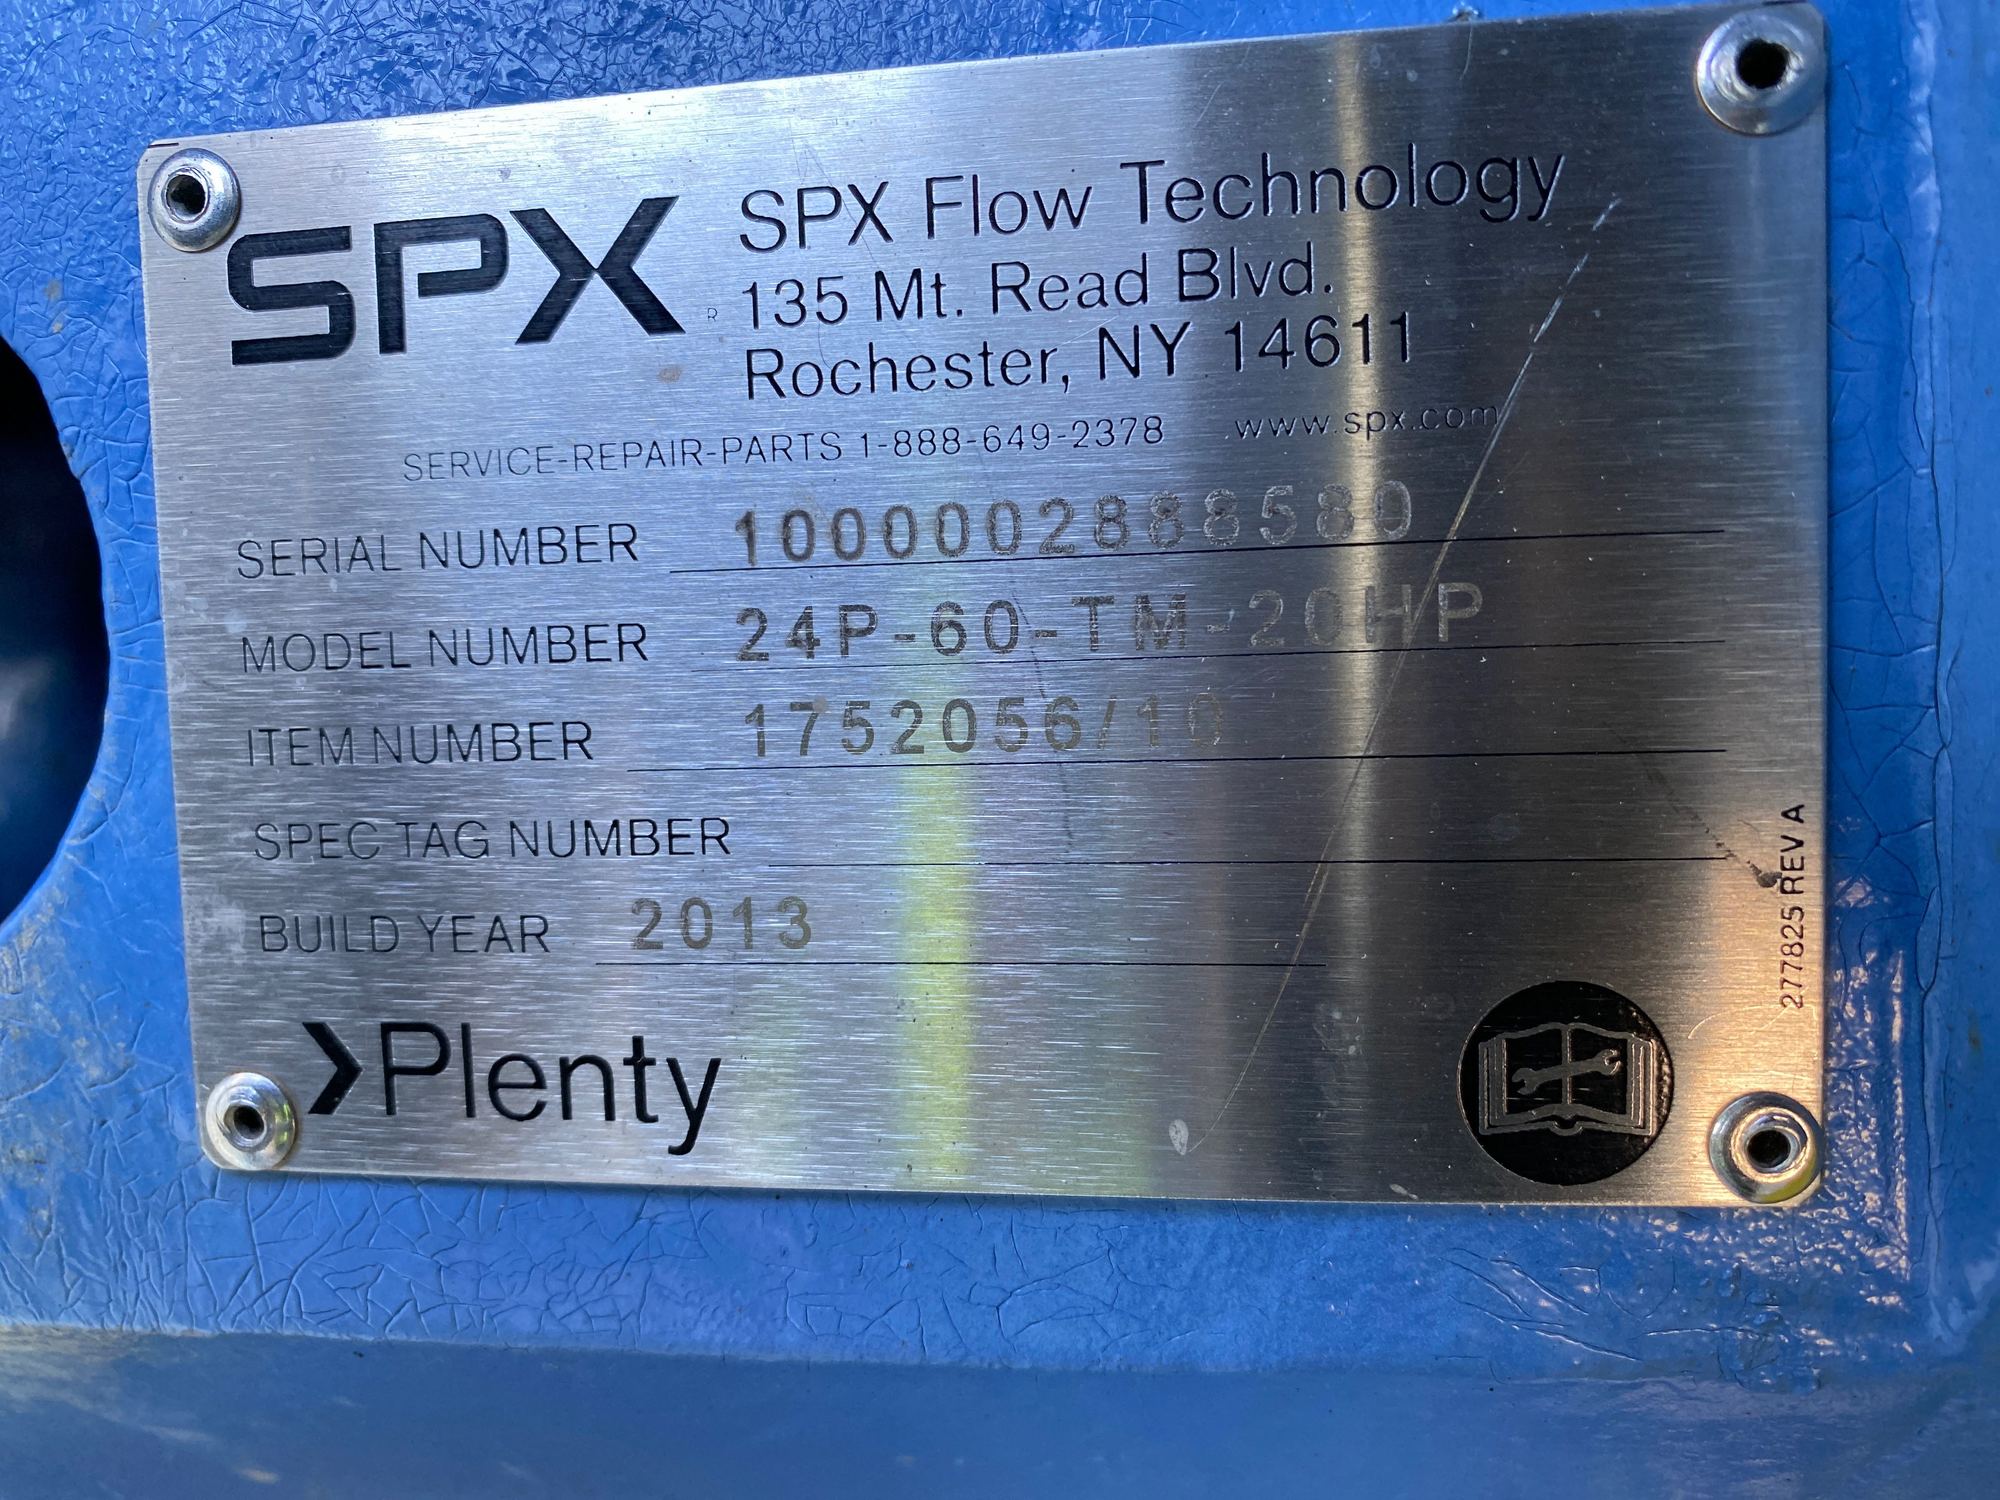 SPX
R
SPX Flow Technology
135 Mt. Read Blvd.
Rochester, NY 14611
SERVICE-REPAIR-PARTS 1-888-649-2378 www.spx.com
SERIAL NUMBER 1000002888580
MODEL NUMBER 24P-60-TM-20HP
ITEM NUMBER 1752056/10
SPEC TAG NUMBER
BUILD YEAR 2013
Plenty
277825 REV A